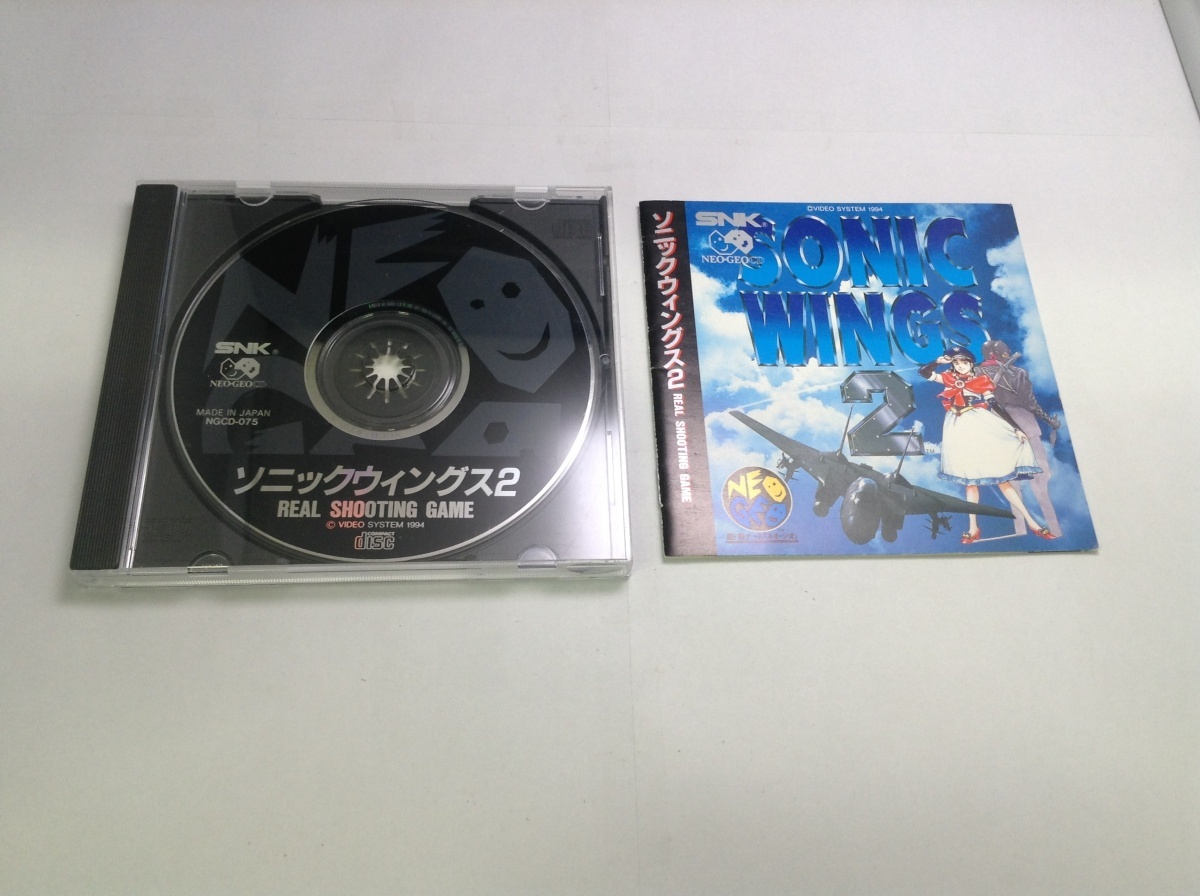 NEO
SNK
NEO·GEO CD
MADE IN JAPAN
NGCD-075
ソニックウィングス2
REAL SHOOTING GAME
© VIDEO SYSTEM 1994
COMPACT
disc
ソニックウィングス2 REAL SHOOTING GAME
©VIDEO SYSTEM 1994
SNK
NEO·GEO CD
SONIC
WINGS
2
TM
NEO
GEO